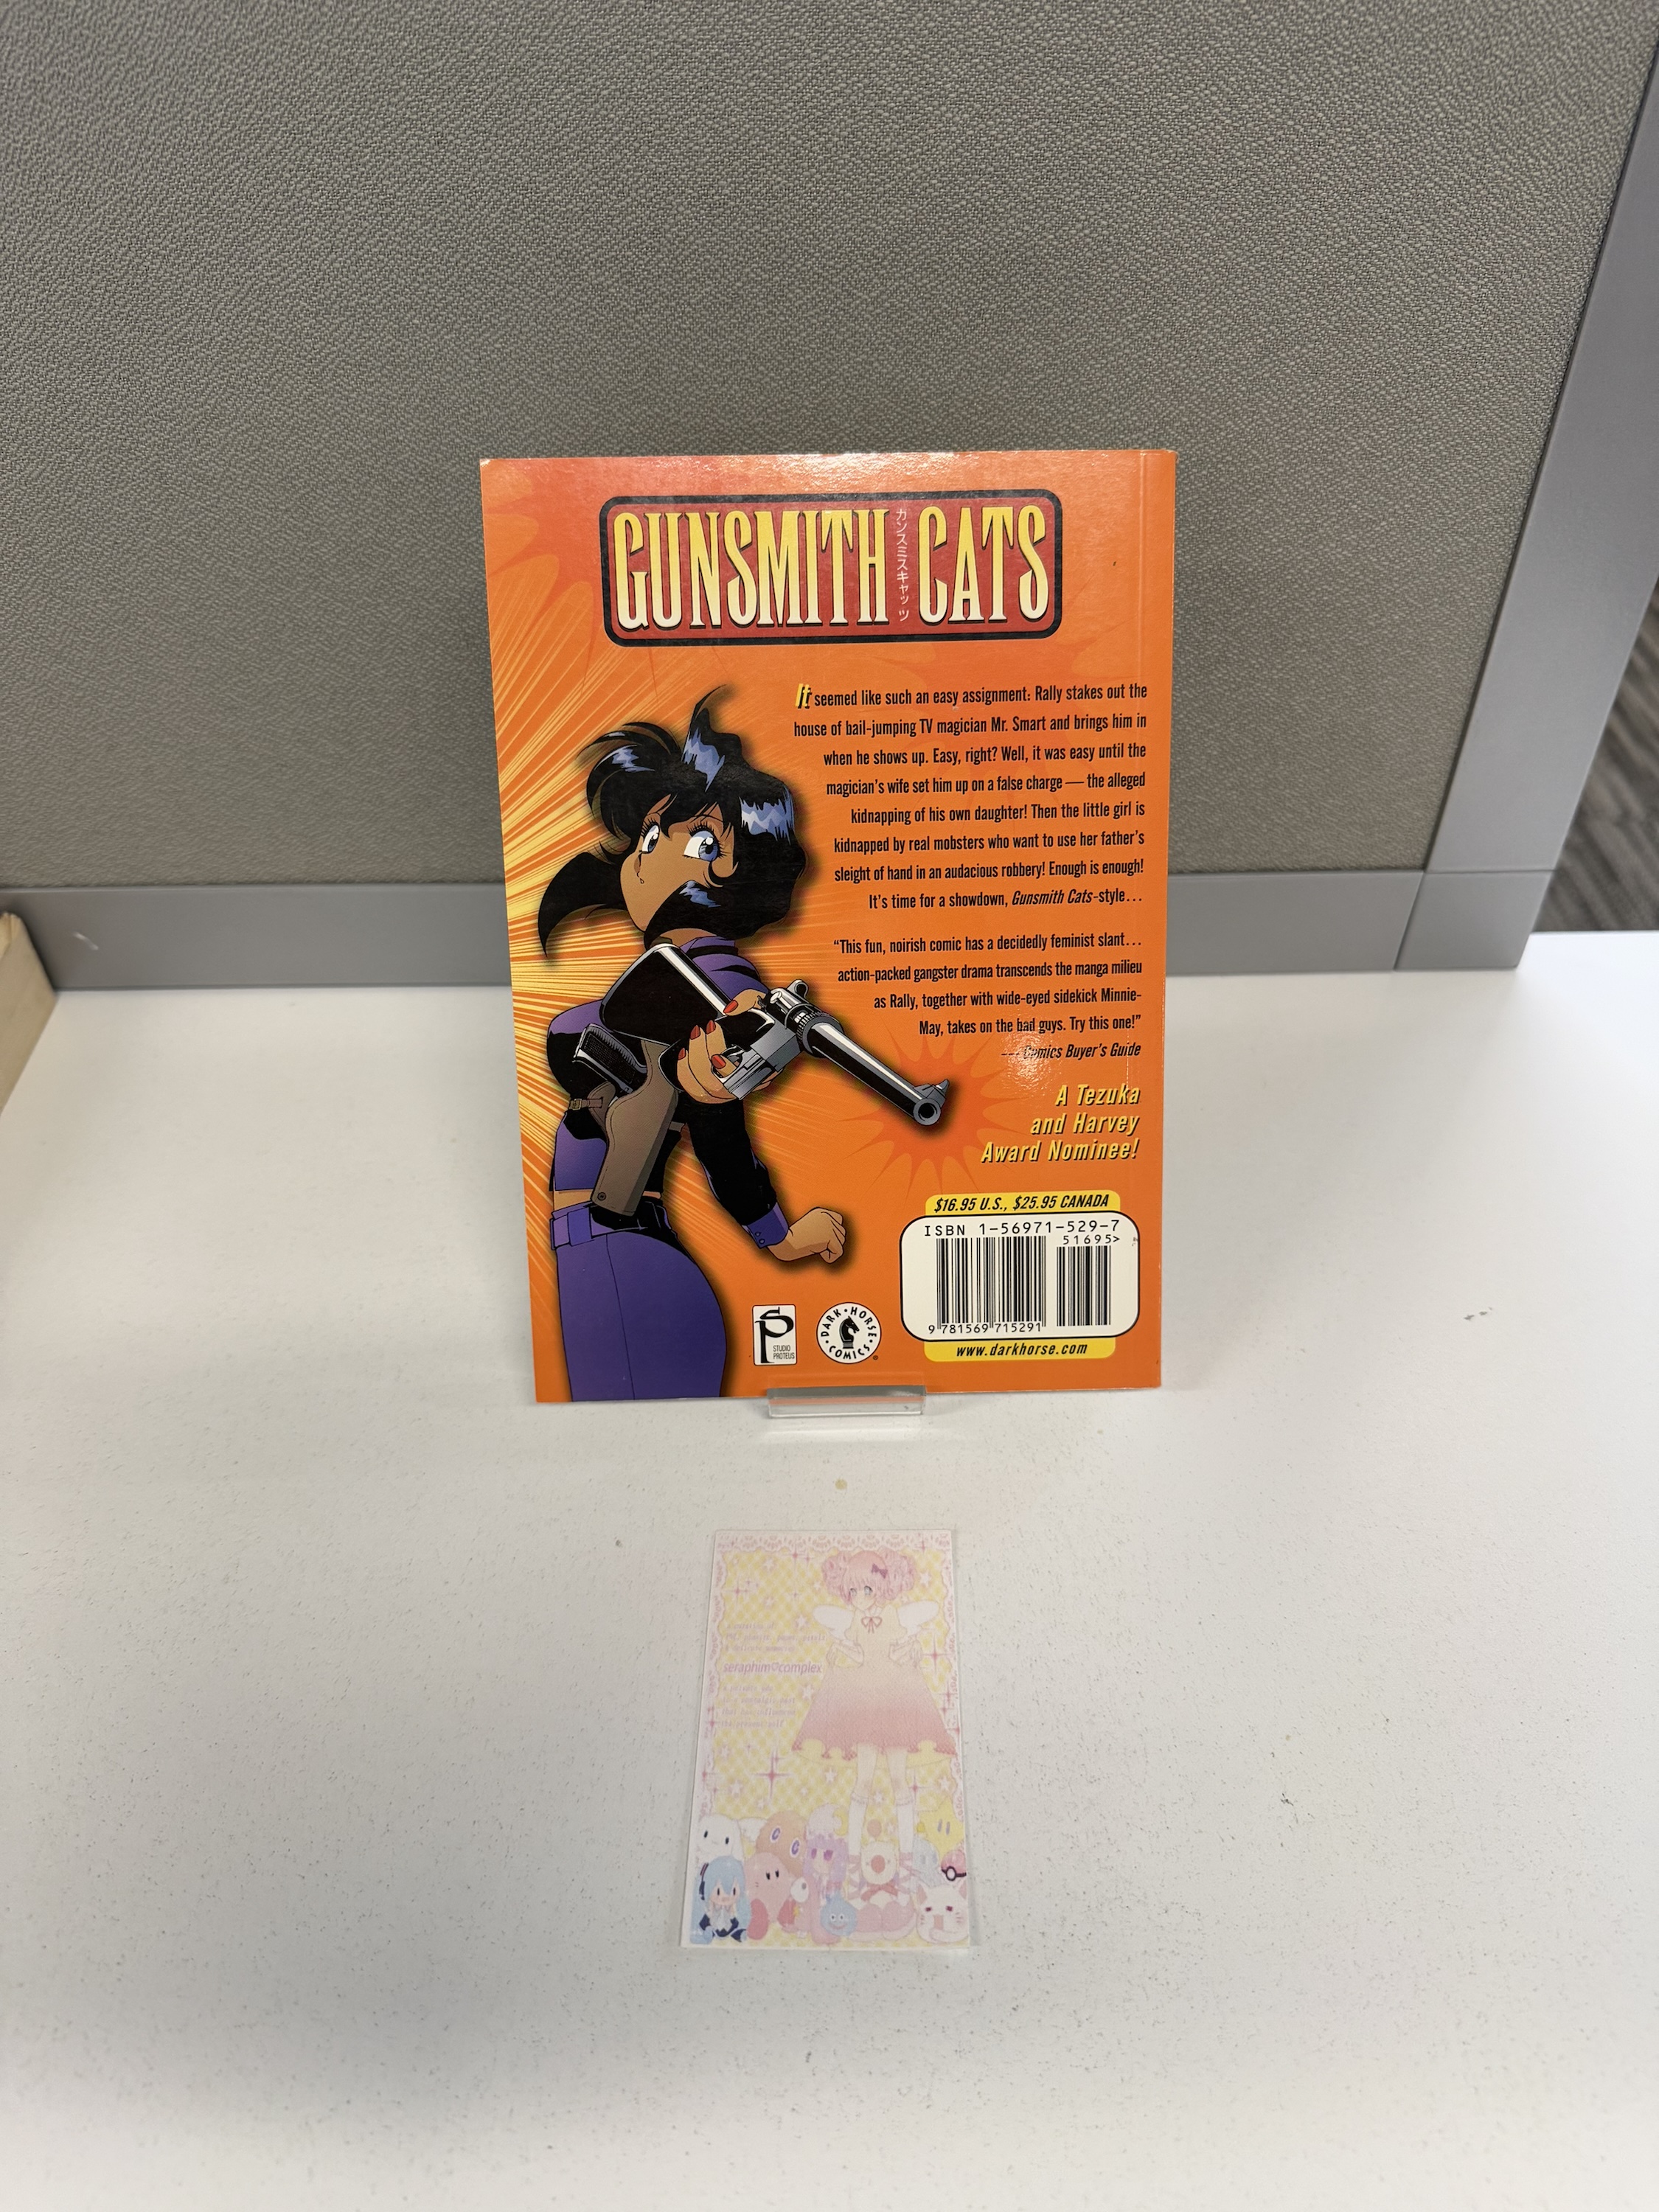 GUNSMITH CATS
ガンスミスキャッツ
It seemed like such an easy assignment: Rally stakes out the
house of bail-jumping TV magician Mr. Smart and brings him in
when he shows up. Easy, right? Well, it was easy until the
magician's wife set him up on a false charge — the alleged
kidnapping of his own daughter! Then the little girl is
kidnapped by real mobsters who want to use her father's
sleight of hand in an audacious robbery! Enough is enough!
It's time for a showdown, Gunsmith Cats-style...
“This fun, noirish comic has a decidedly feminist slant...
action-packed gangster drama transcends the manga milieu
as Rally, together with wide-eyed sidekick Minnie-
May, takes on the bad guys. Try this one!”
— Comics Buyer's Guide
A Tezuka
and Harvey
Award Nominee!
$16.95 U.S., $25.95 CANADA
ISBN 1-56971-529-7
51695>
9 781569 715291
www.darkhorse.com
SP
STUDIO
PROTEUS
DARK HORSE COMICS
seraphim♡complex